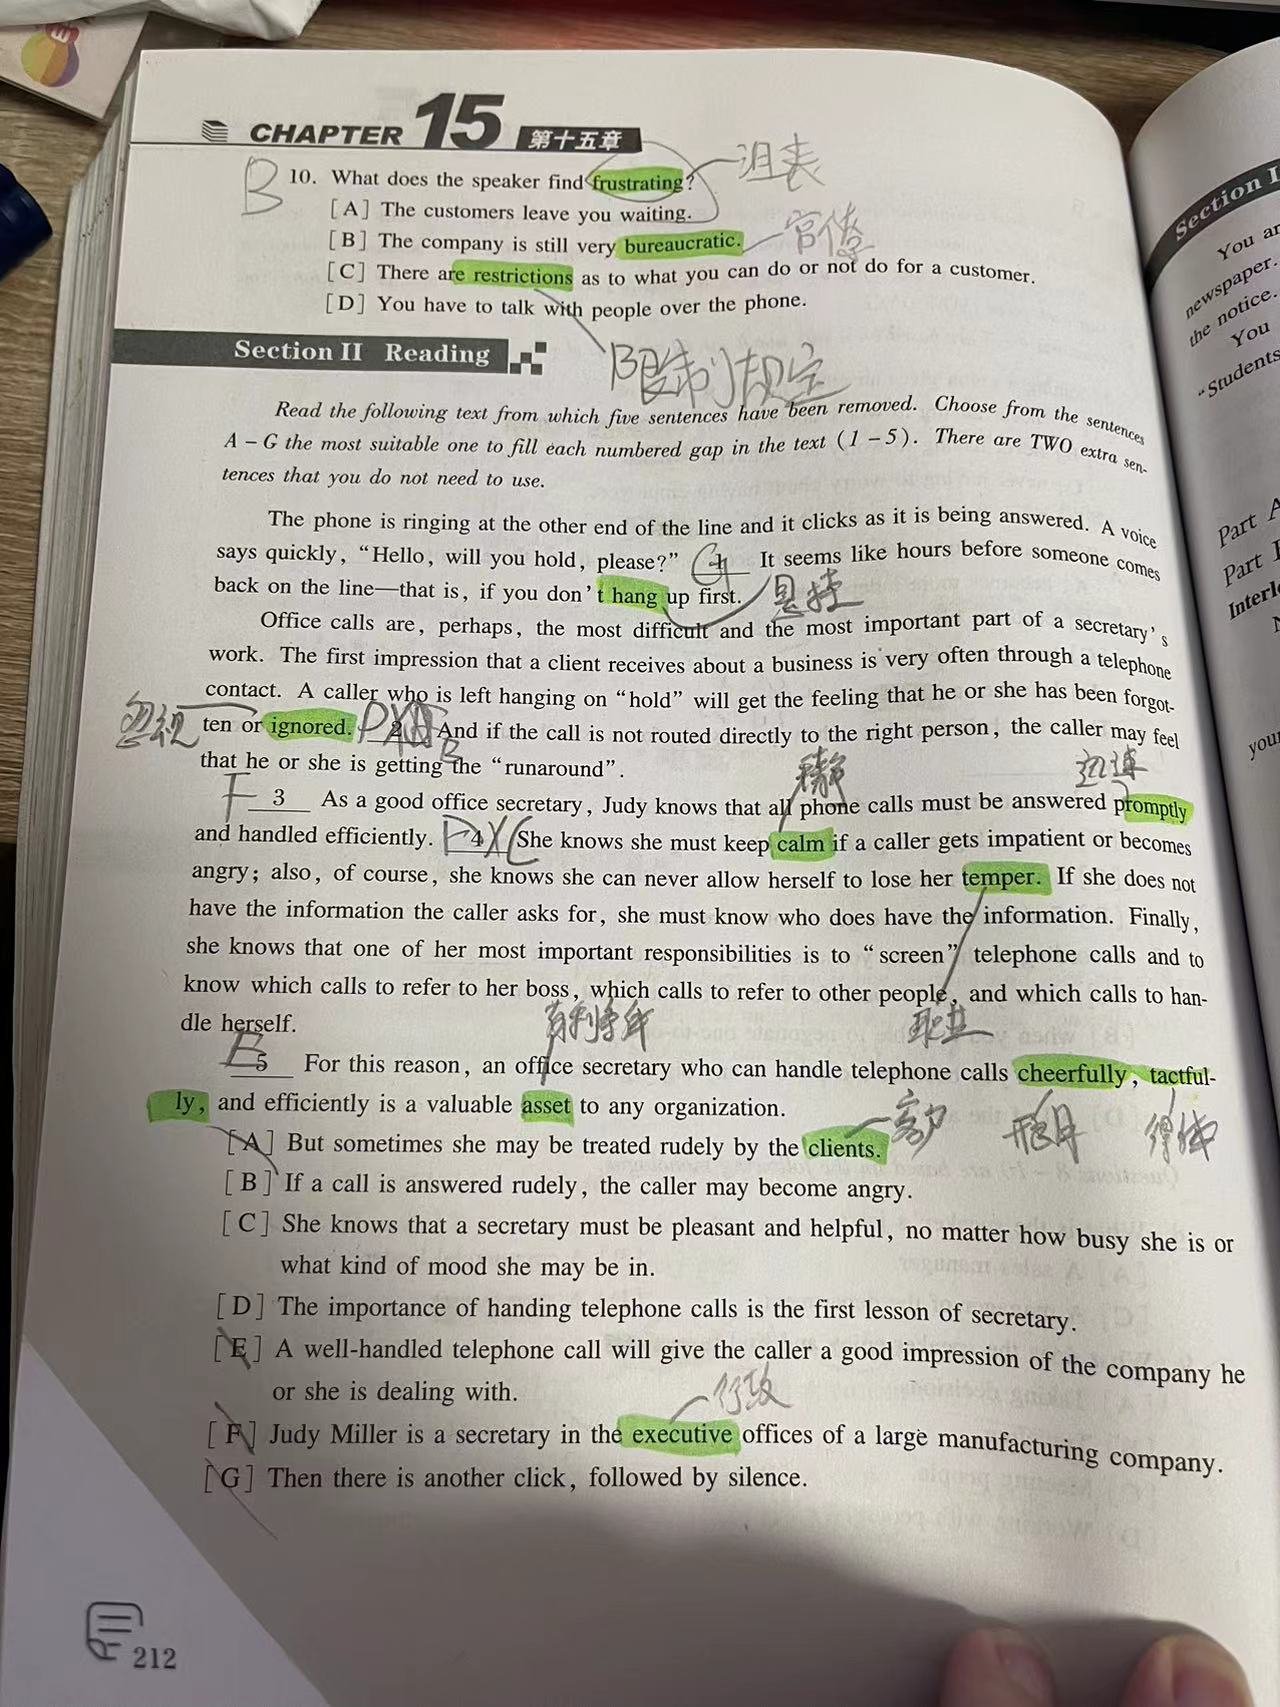 CHAPTER 15 第十五章
B 10. What does the speaker find frustrating? 沮丧
[A] The customers leave you waiting.
[B] The company is still very bureaucratic. 官僚
[C] There are restrictions as to what you can do or not do for a customer.
[D] You have to talk with people over the phone.
Section II Reading
限制规定
Read the following text from which five sentences have been removed. Choose from the sentences
A – G the most suitable one to fill each numbered gap in the text (1 – 5). There are TWO extra sen-
tences that you do not need to use.
The phone is ringing at the other end of the line and it clicks as it is being answered. A voice
says quickly, "Hello, will you hold, please?" G 1 It seems like hours before someone comes
back on the line—that is, if you don't hang up first.
Office calls are, perhaps, the most difficult and the most important part of a secretary's
work. The first impression that a client receives about a business is very often through a telephone
contact. A caller who is left hanging on "hold" will get the feeling that he or she has been forgot-
忽视 ten or ignored. D 2 And if the call is not routed directly to the right person, the caller may feel
B
that he or she is getting the "runaround".
迅速
F 3 As a good office secretary, Judy knows that all phone calls must be answered promptly
and handled efficiently. 4 C She knows she must keep calm if a caller gets impatient or becomes
angry; also, of course, she knows she can never allow herself to lose her temper. If she does not
have the information the caller asks for, she must know who does have the information. Finally,
she knows that one of her most important responsibilities is to "screen" telephone calls and to
know which calls to refer to her boss, which calls to refer to other people, and which calls to han-
dle herself.
E 5 For this reason, an office secretary who can handle telephone calls cheerfully, tactful-
ly, and efficiently is a valuable asset to any organization.
[A] But sometimes she may be treated rudely by the clients. 客户 得体
[B] If a call is answered rudely, the caller may become angry.
[C] She knows that a secretary must be pleasant and helpful, no matter how busy she is or
what kind of mood she may be in.
[D] The importance of handing telephone calls is the first lesson of secretary.
[E] A well-handled telephone call will give the caller a good impression of the company he
or she is dealing with.
行政
[F] Judy Miller is a secretary in the executive offices of a large manufacturing company.
[G] Then there is another click, followed by silence.
212
Section I
You ar
newspaper.
the notice.
You
"Students
Part A
Part
Interl
you